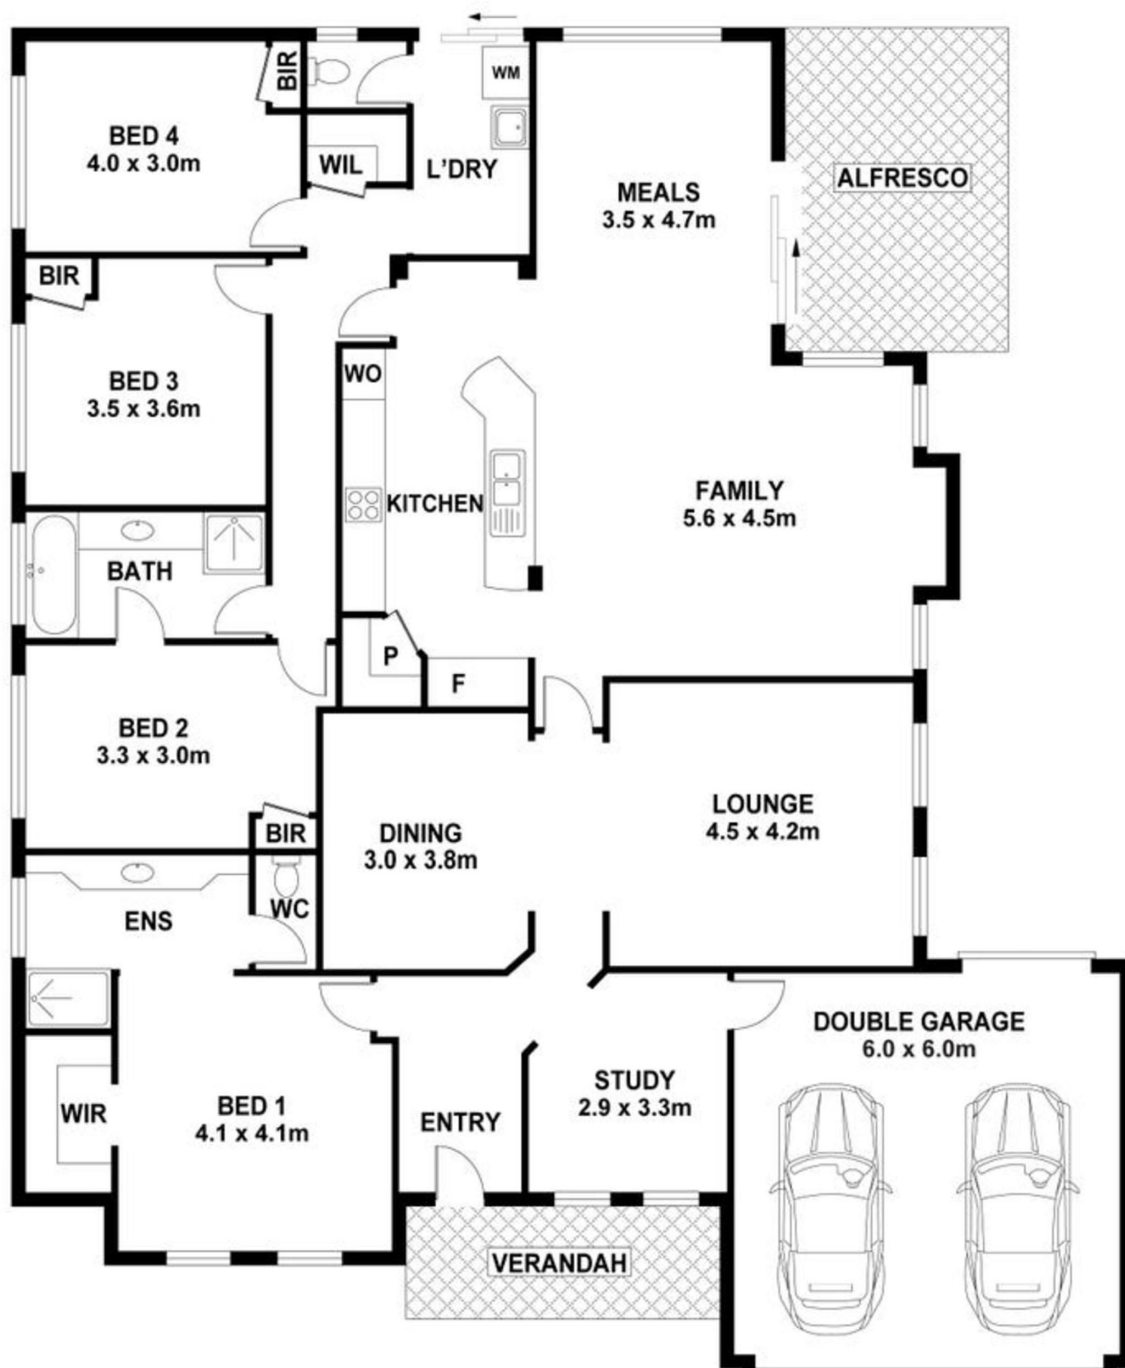 BIR
WM
BED 4
4.0 x 3.0m
WIL
L'DRY
MEALS
3.5 x 4.7m
ALFRESCO
BIR
BED 3
3.5 x 3.6m
WO
KITCHEN
FAMILY
5.6 x 4.5m
BATH
P
F
BED 2
3.3 x 3.0m
BIR
DINING
3.0 x 3.8m
LOUNGE
4.5 x 4.2m
ENS
WC
DOUBLE GARAGE
6.0 x 6.0m
WIR
BED 1
4.1 x 4.1m
ENTRY
STUDY
2.9 x 3.3m
VERANDAH